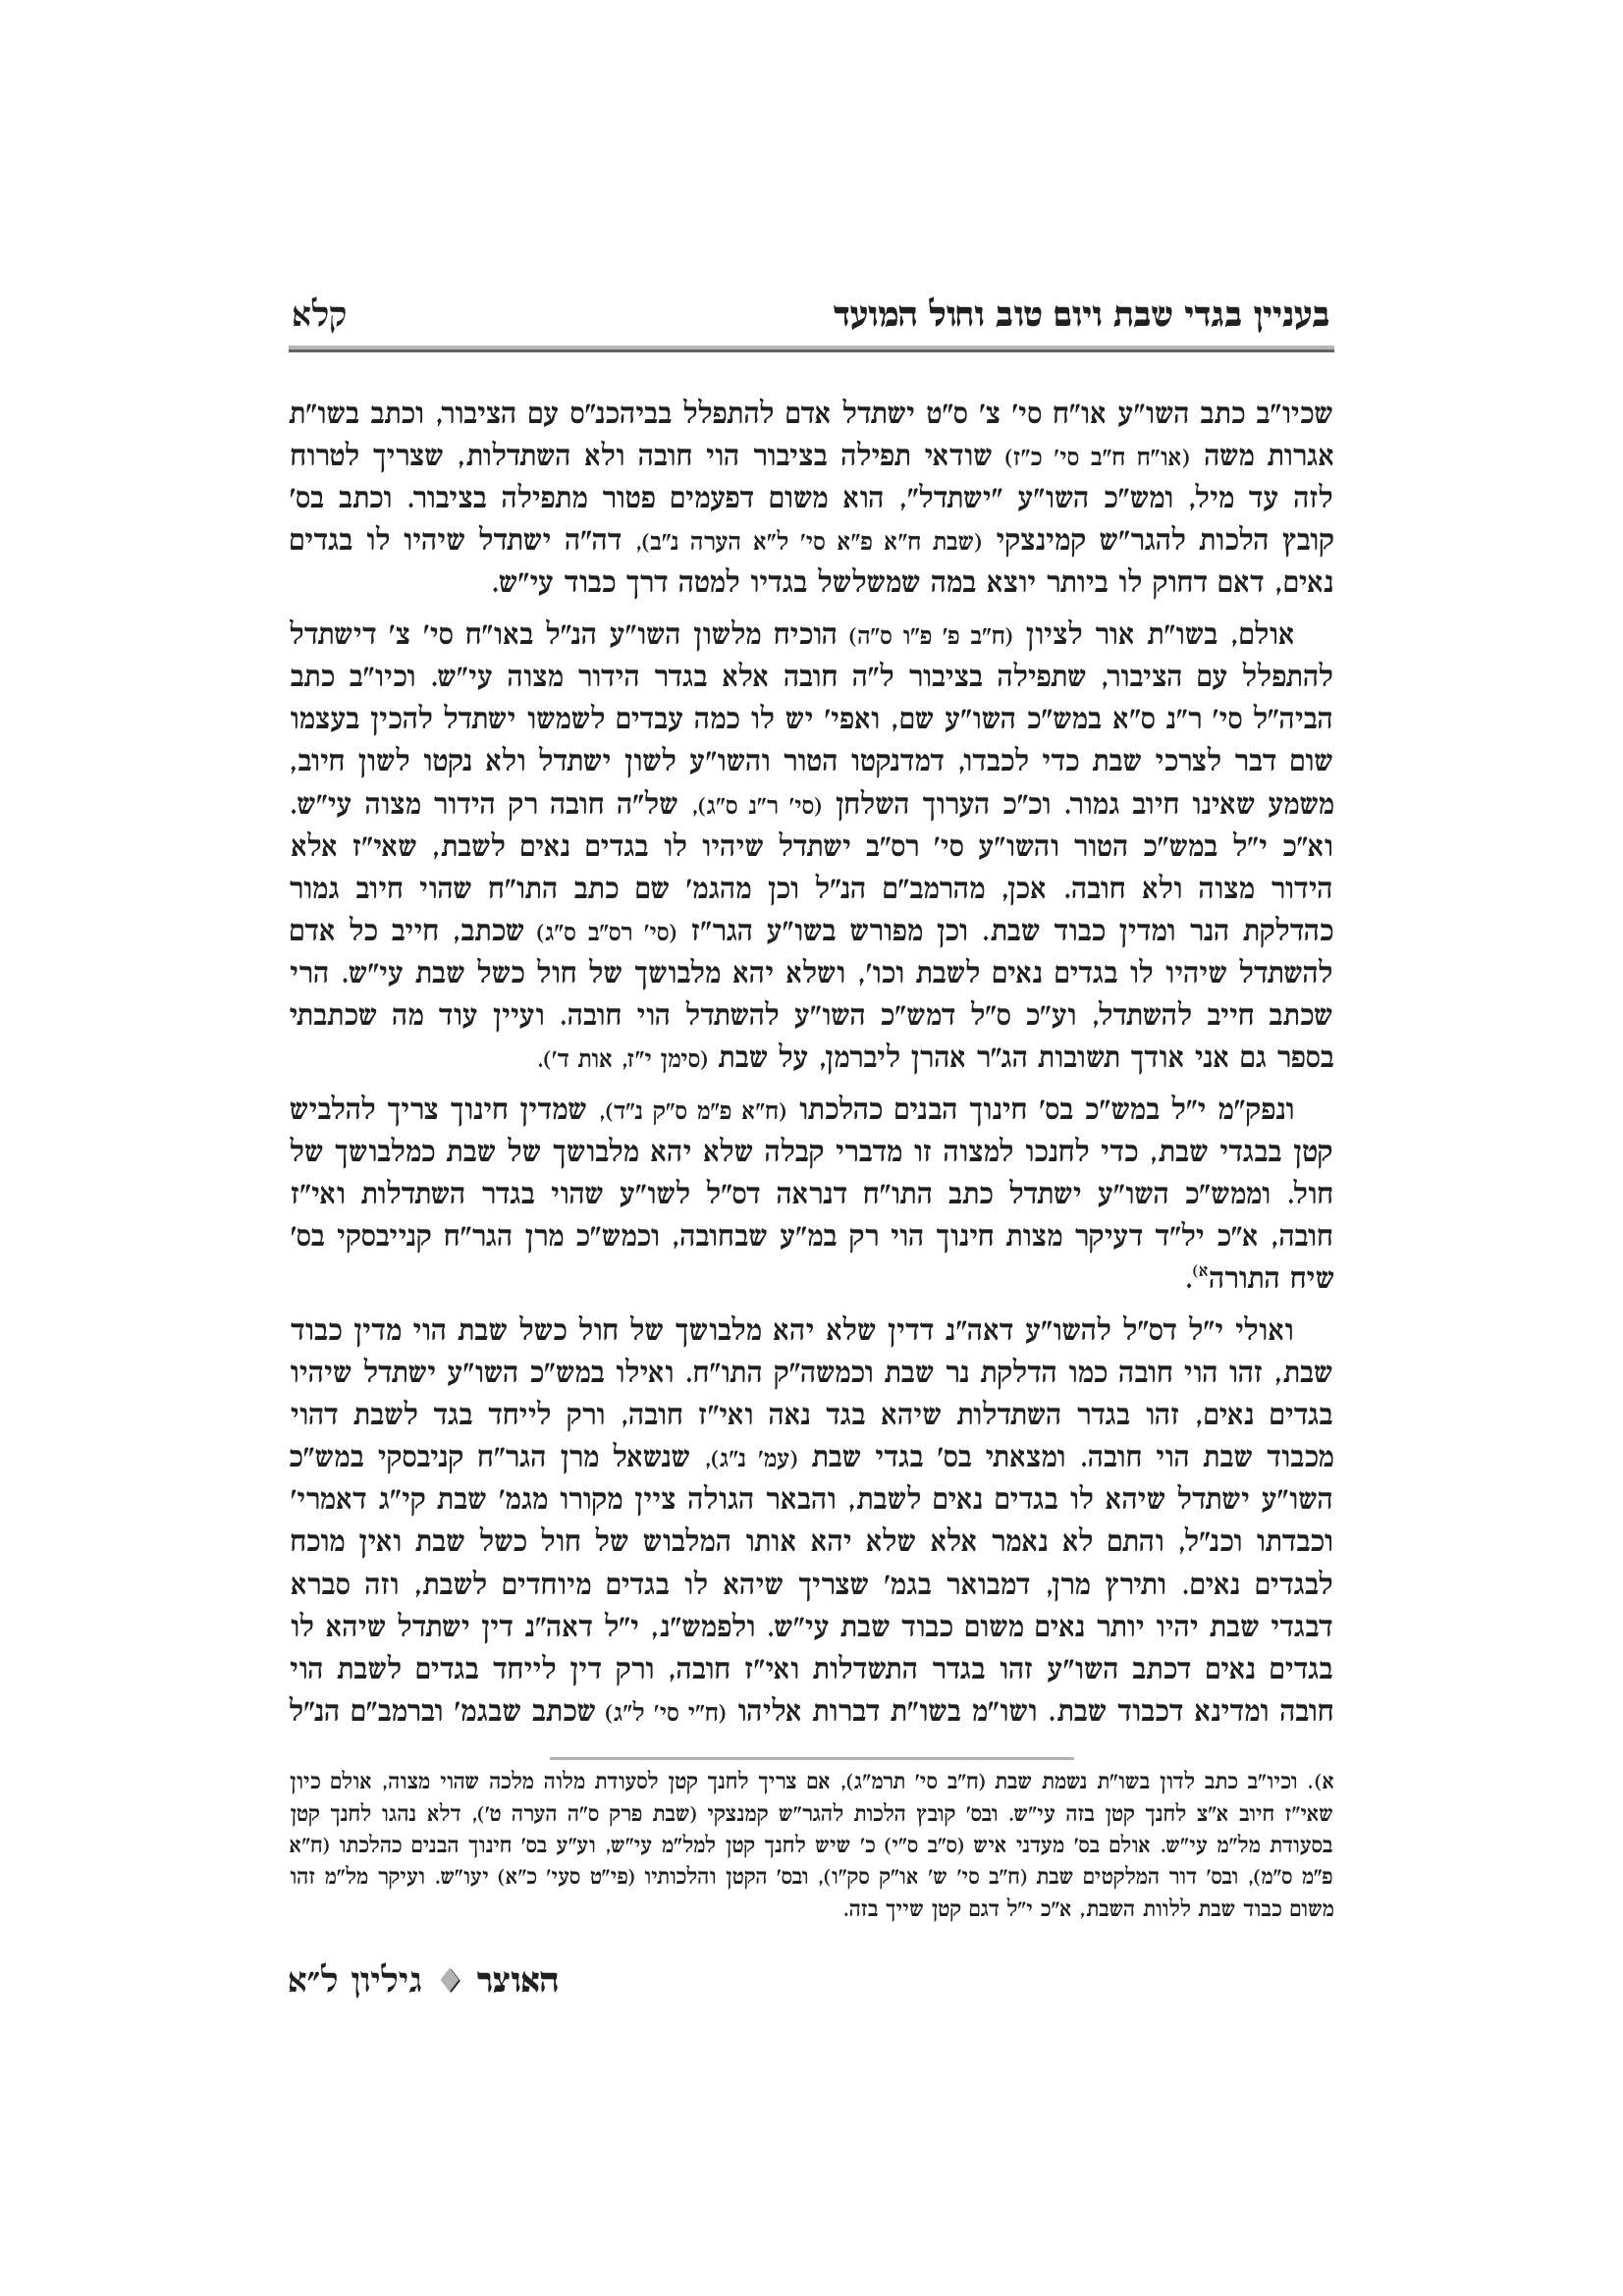 בעניין בגדי שבת ויום טוב וחול המועד קלא
שכיו"ב כתב השו"ע או"ח סי' צ' ס"ט ישתדל אדם להתפלל בביהכנ"ס עם הציבור, וכתב בשו"ת
אגרות משה (או"ח ח"ב סי' כ"ז) שודאי תפילה בציבור הוי חובה ולא השתדלות, שצריך לטרוח
לזה עד מיל, ומש"כ השו"ע "ישתדל", הוא משום דפעמים פטור מתפילה בציבור. וכתב בס'
קובץ הלכות להגר"ש קמינצקי (שבת ח"א פ"א סי' ל"א הערה נ"ב), דה"ה ישתדל שיהיו לו בגדים
נאים, דאם דחוק לו ביותר יוצא במה שמשלשל בגדיו למטה דרך כבוד עי"ש.
אולם, בשו"ת אור לציון (ח"ב פ' פ"ו ס"ה) הוכיח מלשון השו"ע הנ"ל באו"ח סי' צ' דישתדל
להתפלל עם הציבור, שתפילה בציבור ל"ה חובה אלא בגדר הידור מצוה עי"ש. וכיו"ב כתב
הביה"ל סי' ר"נ ס"א במש"כ השו"ע שם, ואפי' יש לו כמה עבדים לשמשו ישתדל להכין בעצמו
שום דבר לצרכי שבת כדי לכבדו, דמדנקטו הטור והשו"ע לשון ישתדל ולא נקטו לשון חיוב,
משמע שאינו חיוב גמור. וכ"כ הערוך השלחן (סי' ר"נ ס"ג), של"ה חובה רק הידור מצוה עי"ש.
וא"כ י"ל במש"כ הטור והשו"ע סי' רס"ב ישתדל שיהיו לו בגדים נאים לשבת, שאי"ז אלא
הידור מצוה ולא חובה. אכן, מהרמב"ם הנ"ל וכן מהגמ' שם כתב התו"ח שהוי חיוב גמור
כהדלקת הנר ומדין כבוד שבת. וכן מפורש בשו"ע הגר"ז (סי' רס"ב ס"ג) שכתב, חייב כל אדם
להשתדל שיהיו לו בגדים נאים לשבת וכו', ושלא יהא מלבושך של חול כשל שבת עי"ש. הרי
שכתב חייב להשתדל, וע"כ ס"ל דמש"כ השו"ע להשתדל הוי חובה. ועיין עוד מה שכתבתי
בספר גם אני אודך תשובות הג"ר אהרן ליברמן, על שבת (סימן י"ז, אות ד').
ונפק"מ י"ל במש"כ בס' חינוך הבנים כהלכתו (ח"א פ"מ ס"ק נ"ד), שמדין חינוך צריך להלביש
קטן בבגדי שבת, כדי לחנכו למצוה זו מדברי קבלה שלא יהא מלבושך של שבת כמלבושך של
חול. וממש"כ השו"ע ישתדל כתב התו"ח דנראה דס"ל לשו"ע שהוי בגדר השתדלות ואי"ז
חובה, א"כ יל"ד דעיקר מצות חינוך הוי רק במ"ע שבחובה, וכמש"כ מרן הגר"ח קנייבסקי בס'
שיח התורהא).
ואולי י"ל דס"ל להשו"ע דאה"נ דדין שלא יהא מלבושך של חול כשל שבת הוי מדין כבוד
שבת, זהו הוי חובה כמו הדלקת נר שבת וכמשה"ק התו"ח. ואילו במש"כ השו"ע ישתדל שיהיו
בגדים נאים, זהו בגדר השתדלות שיהא בגד נאה ואי"ז חובה, ורק לייחד בגד לשבת דהוי
מכבוד שבת הוי חובה. ומצאתי בס' בגדי שבת (עמ' נ"ג), שנשאל מרן הגר"ח קניבסקי במש"כ
השו"ע ישתדל שיהא לו בגדים נאים לשבת, והבאר הגולה ציין מקורו מגמ' שבת קי"ג דאמרי'
וכבדתו וכנ"ל, והתם לא נאמר אלא שלא יהא אותו המלבוש של חול כשל שבת ואין מוכח
לבגדים נאים. ותירץ מרן, דמבואר בגמ' שצריך שיהא לו בגדים מיוחדים לשבת, וזה סברא
דבגדי שבת יהיו יותר נאים משום כבוד שבת עי"ש. ולפמש"נ, י"ל דאה"נ דין ישתדל שיהא לו
בגדים נאים דכתב השו"ע זהו בגדר התשדלות ואי"ז חובה, ורק דין לייחד בגדים לשבת הוי
חובה ומדינא דכבוד שבת. ושו"מ בשו"ת דברות אליהו (ח"י סי' ל"ג) שכתב שבגמ' וברמב"ם הנ"ל
א). וכיו"ב כתב לדון בשו"ת נשמת שבת (ח"ב סי' תרמ"ג), אם צריך לחנך קטן לסעודת מלוה מלכה שהוי מצוה, אולם כיון
שאי"ז חיוב א"צ לחנך קטן בזה עי"ש. ובס' קובץ הלכות להגר"ש קמנצקי (שבת פרק ס"ה הערה ט'), דלא נהגו לחנך קטן
בסעודת מל"מ עי"ש. אולם בס' מעדני איש (ס"ב ס"י) כ' שיש לחנך קטן למל"מ עי"ש, וע"ע בס' חינוך הבנים כהלכתו (ח"א
פ"מ ס"מ), ובס' דור המלקטים שבת (ח"ב סי' ש' או"ק סק"ו), ובס' הקטן והלכותיו (פי"ט סעי' כ"א) יעו"ש. ועיקר מל"מ זהו
משום כבוד שבת ללוות השבת, א"כ י"ל דגם קטן שייך בזה.
האוצר ♦ גיליון ל"א